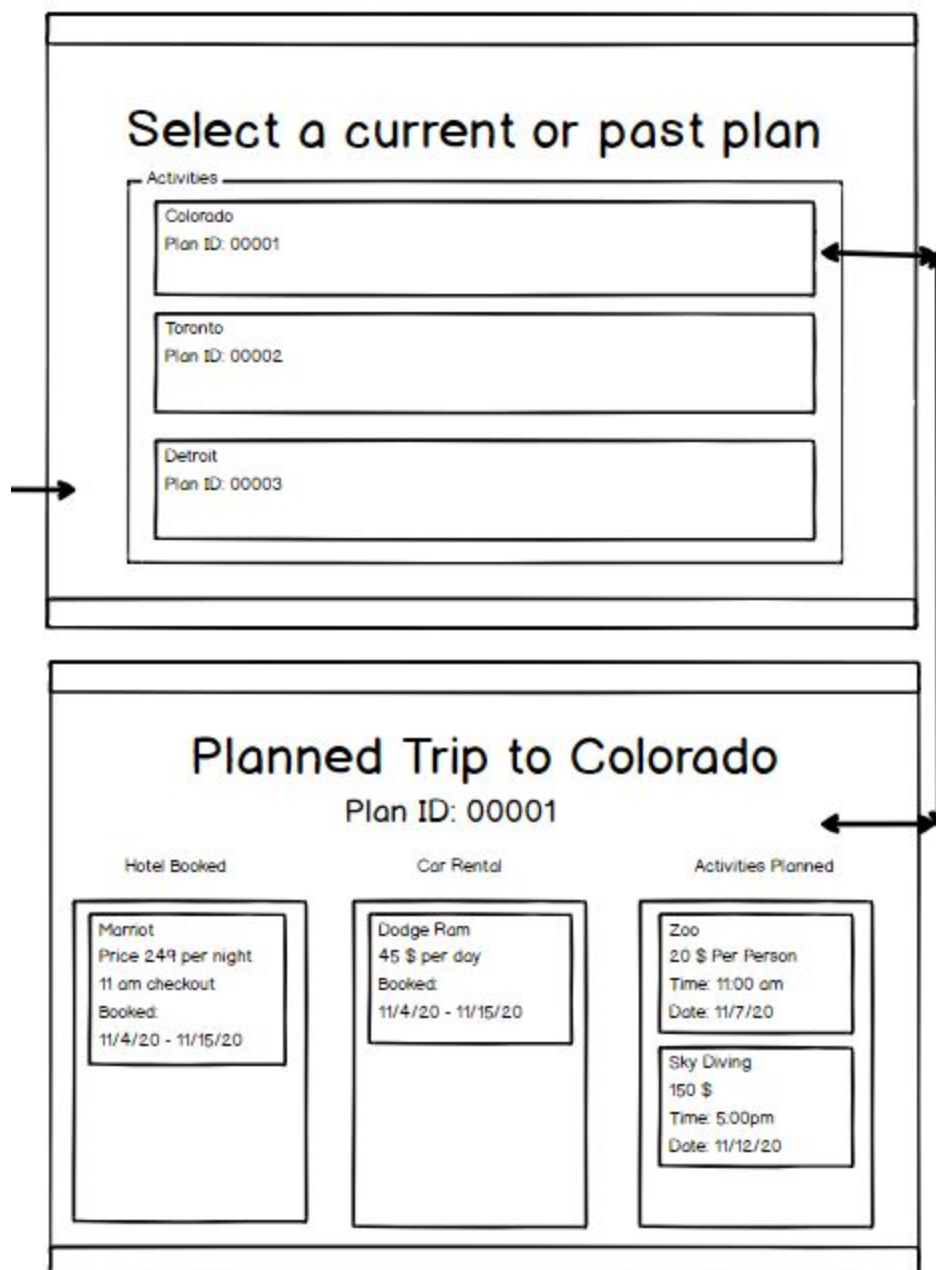 Select a current or past plan
Activities
Colorado
Plan ID: 00001
Toronto
Plan ID: 00002
Detroit
Plan ID: 00003
Planned Trip to Colorado
Plan ID: 00001
Hotel Booked
Marriot
Price 249 per night
11 am checkout
Booked:
11/4/20 - 11/15/20
Car Rental
Dodge Ram
45 $ per day
Booked:
11/4/20 - 11/15/20
Activities Planned
Zoo
20 $ Per Person
Time: 11:00 am
Date: 11/7/20
Sky Diving
150 $
Time: 5:00pm
Date: 11/12/20